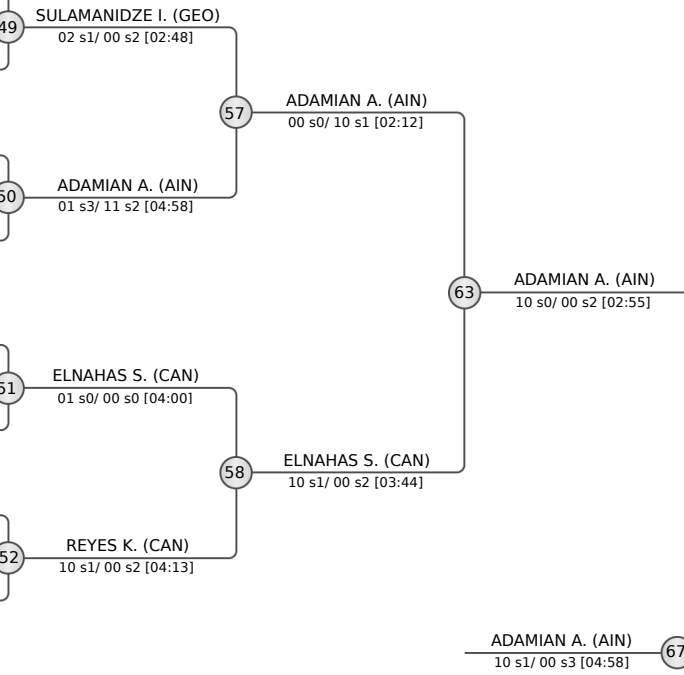 49
SULAMANIDZE I. (GEO)
02 s1/ 00 s2 [02:48]
57
ADAMIAN A. (AIN)
00 s0/ 10 s1 [02:12]
50
ADAMIAN A. (AIN)
01 s3/ 11 s2 [04:58]
63
ADAMIAN A. (AIN)
10 s0/ 00 s2 [02:55]
51
ELNAHAS S. (CAN)
01 s0/ 00 s0 [04:00]
58
ELNAHAS S. (CAN)
10 s1/ 00 s2 [03:44]
52
REYES K. (CAN)
10 s1/ 00 s2 [04:13]
ADAMIAN A. (AIN)
10 s1/ 00 s3 [04:58]
67